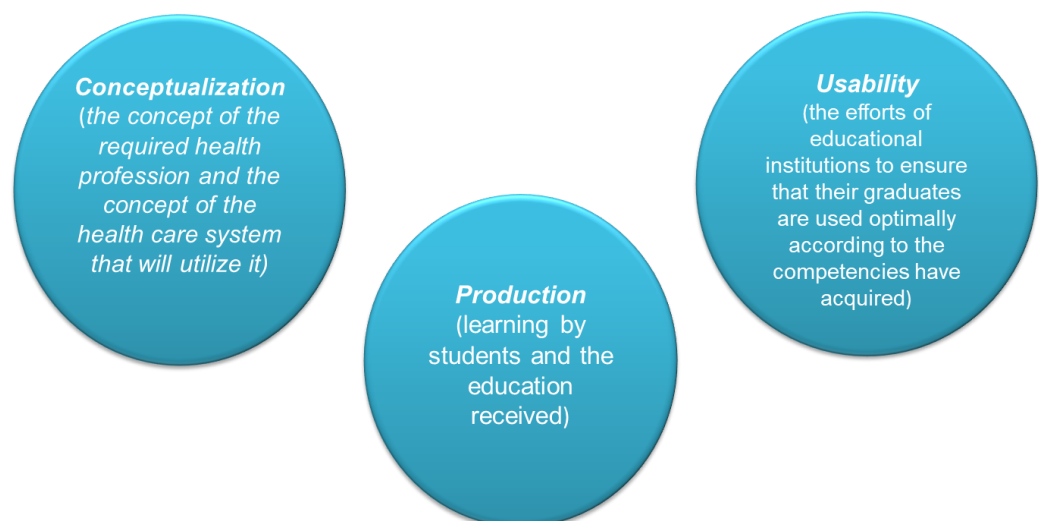 Conceptualization
(the concept of the
required health
profession and the
concept of the
health care system
that will utilize it)
Production
(learning by
students and the
education
received)
Usability
(the efforts of
educational
institutions to ensure
that their graduates
are used optimally
according to the
competencies have
acquired)